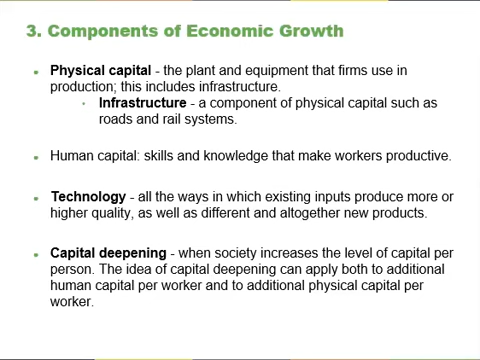 3. Components of Economic Growth
Physical capital - the plant and equipment that firms use in
production; this includes infrastructure.
Infrastructure - a component of physical capital such as
roads and rail systems.
Human capital: skills and knowledge that make workers productive.
Technology - all the ways in which existing inputs produce more or
higher quality, as well as different and altogether new products.
Capital deepening - when society increases the level of capital per
person. The idea of capital deepening can apply both to additional
human capital per worker and to additional physical capital per
worker.